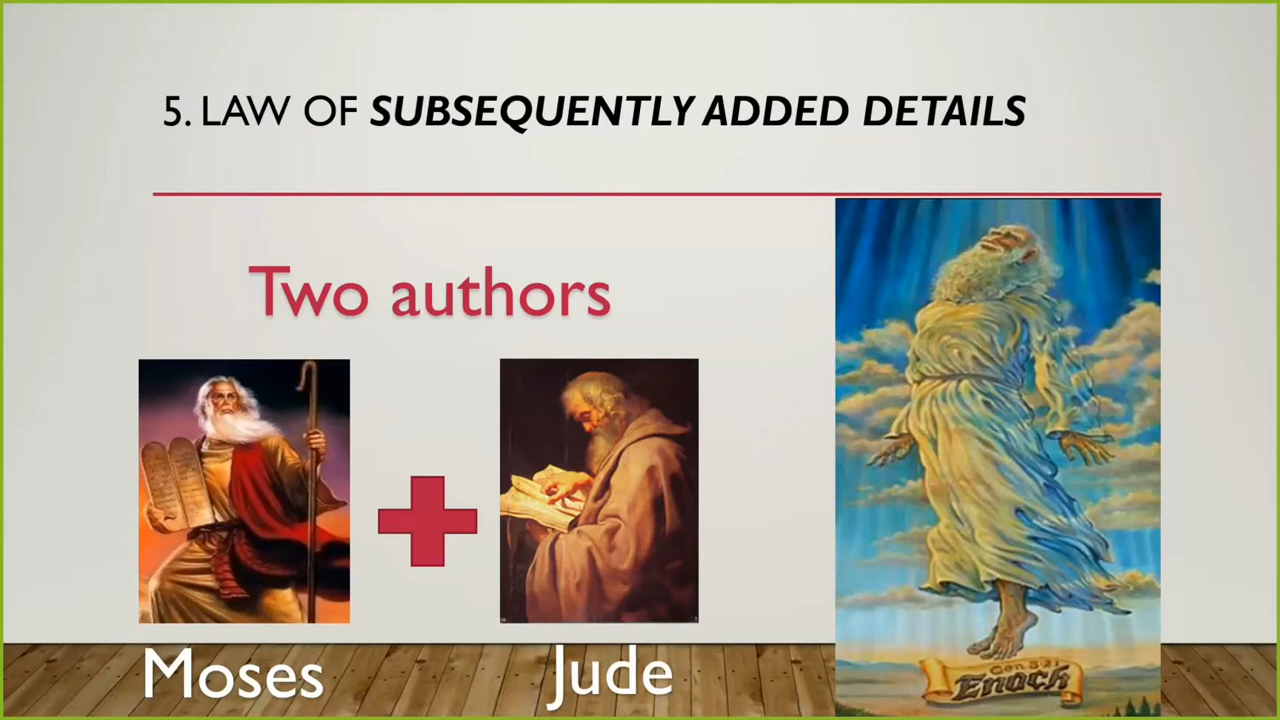 5. LAW OF SUBSEQUENTLY ADDED DETAILS
Two authors
Moses
Jude
Enoch